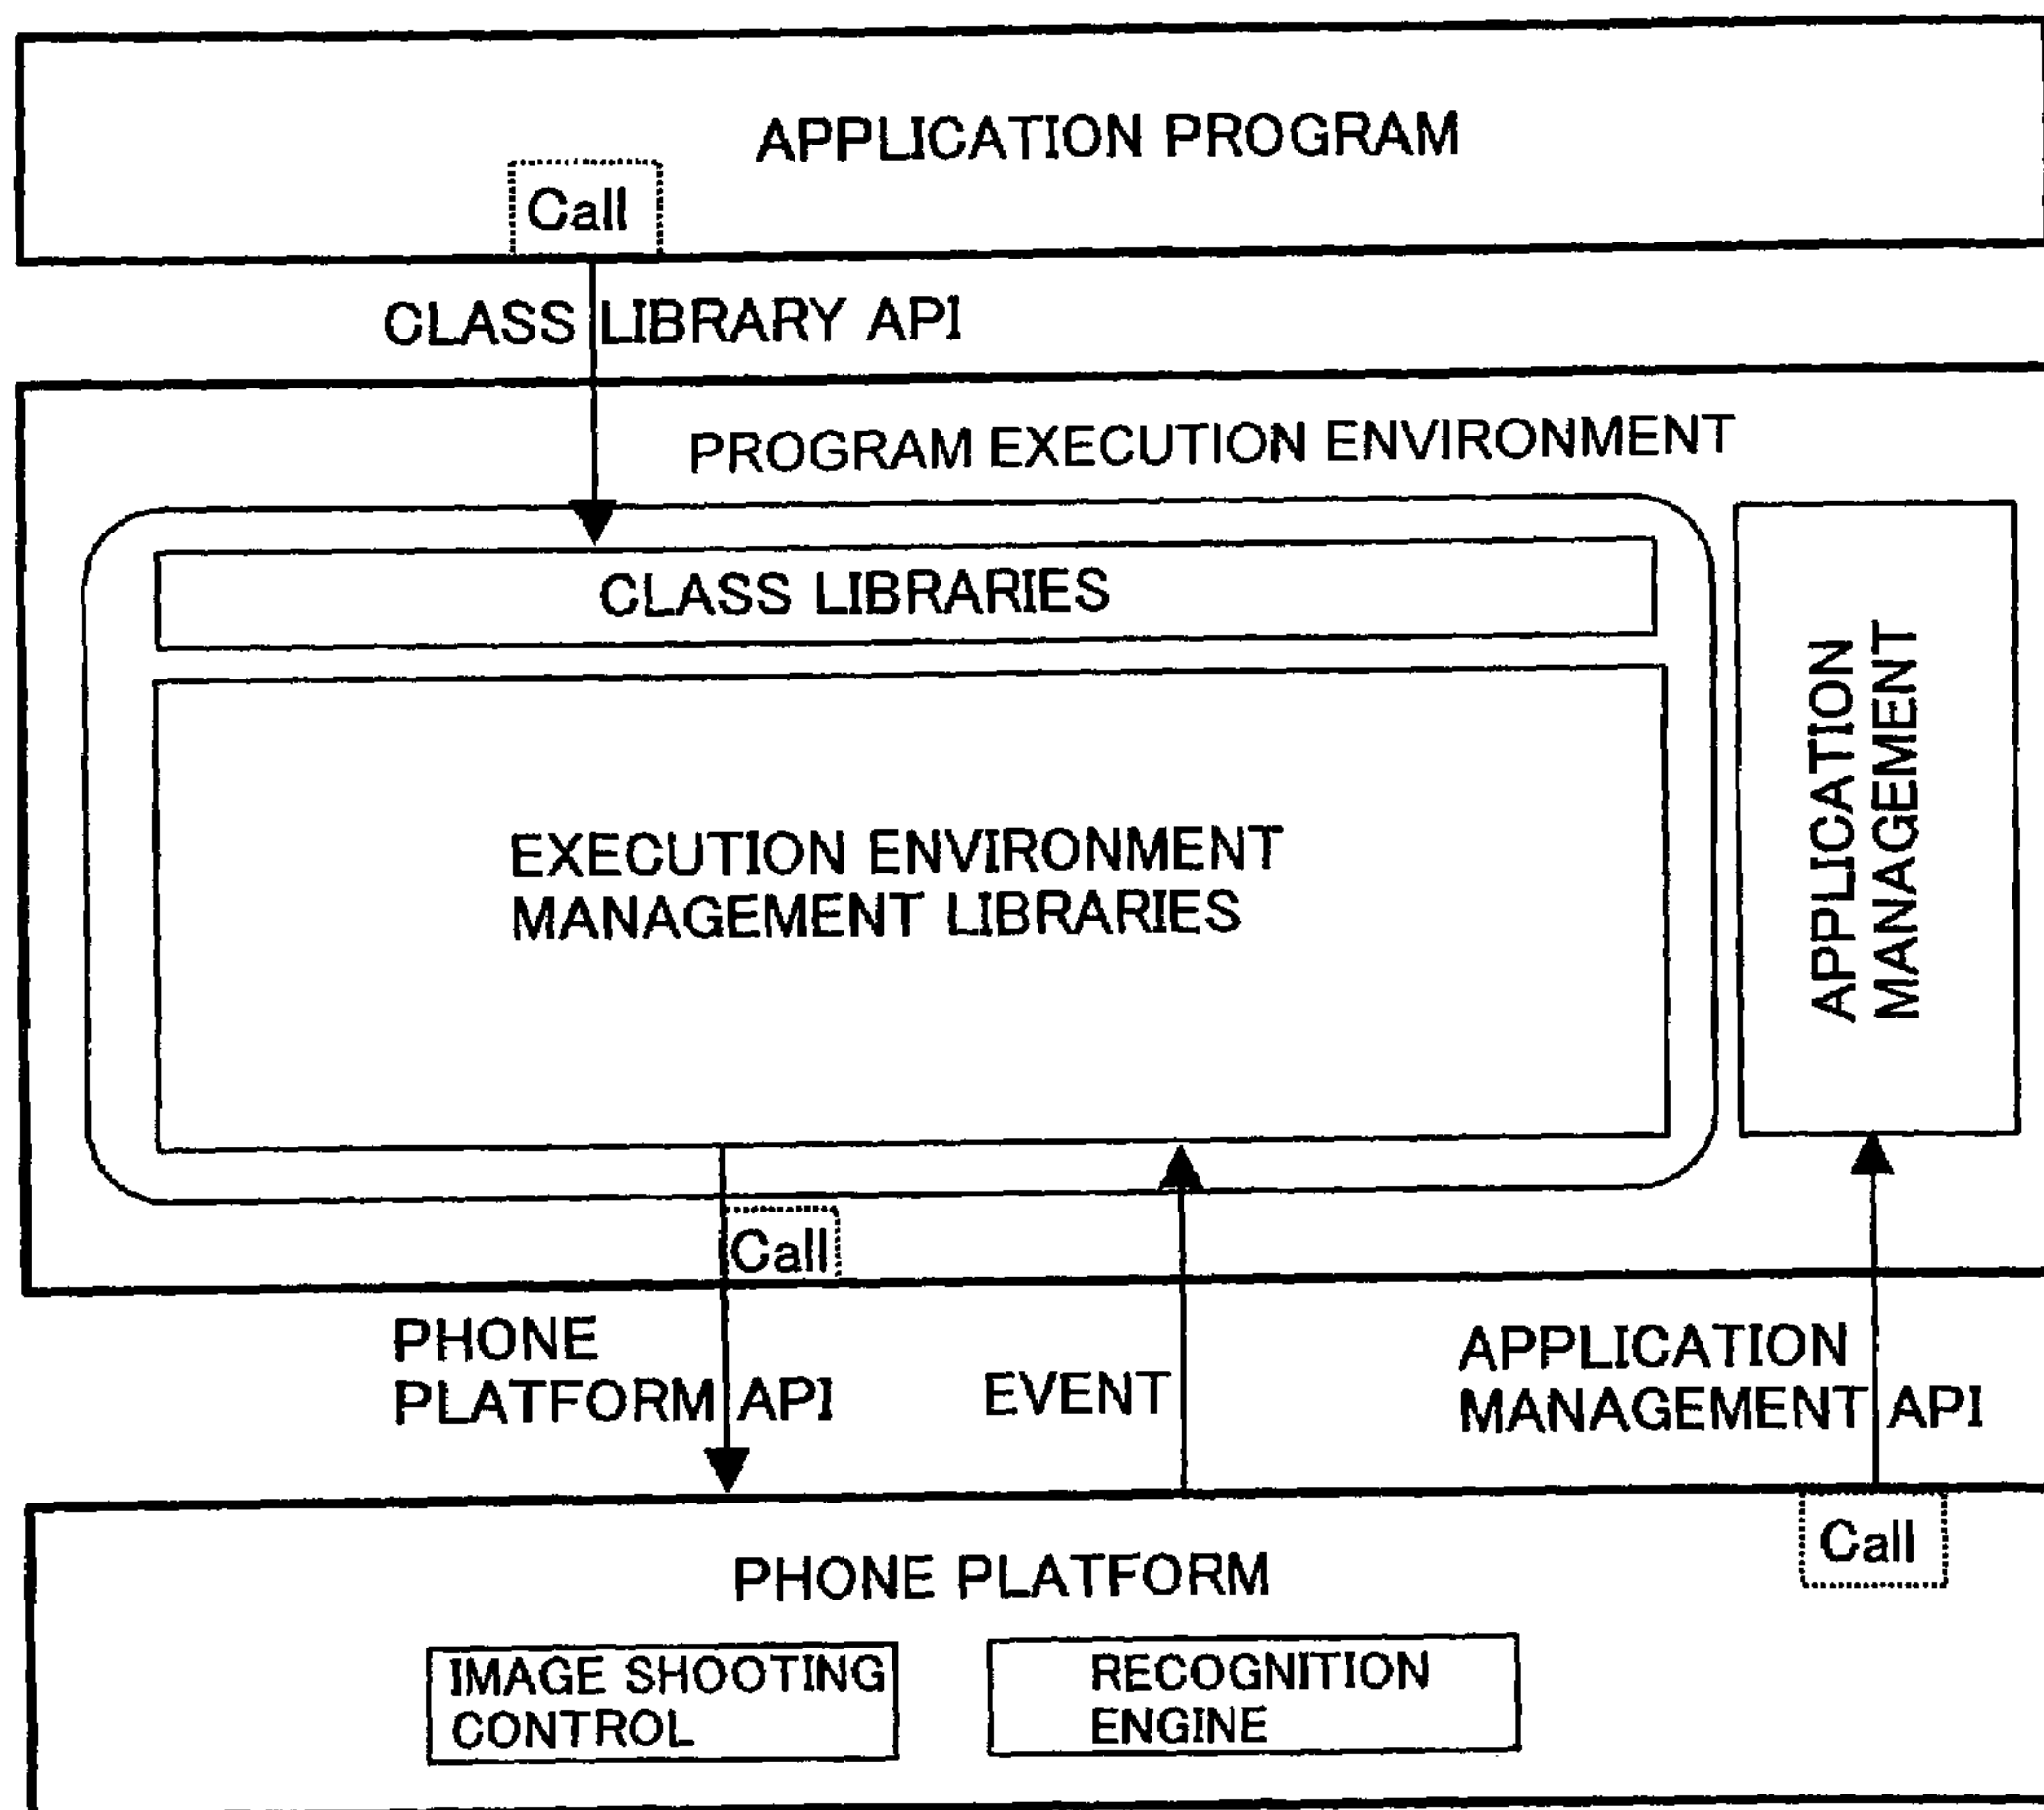 APPLICATION PROGRAM
Call
CLASS LIBRARY API
PROGRAM EXECUTION ENVIRONMENT
CLASS LIBRARIES
EXECUTION ENVIRONMENT
MANAGEMENT LIBRARIES
APPLICATION
MANAGEMENT
Call
PHONE
PLATFORM API
EVENT
APPLICATION
MANAGEMENT API
Call
PHONE PLATFORM
IMAGE SHOOTING
CONTROL
RECOGNITION
ENGINE